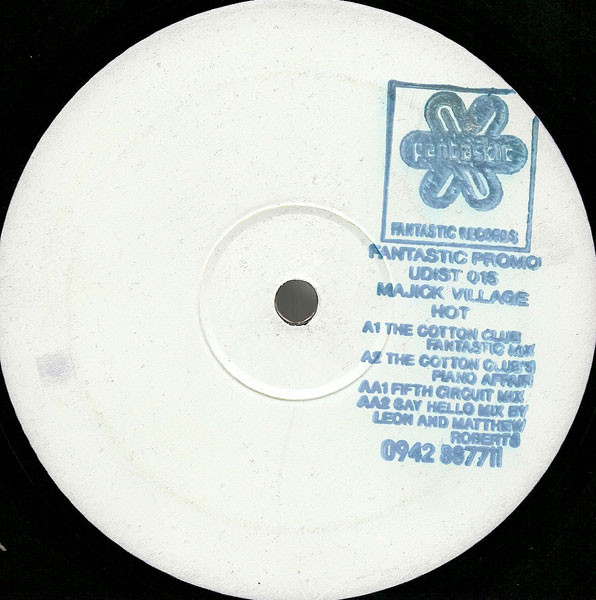 fantastic
FANTASTIC RECORDS
FANTASTIC PROMO
UDIST 015
MAJICK VILLAGE
HOT
A1 THE COTTON CLUB
FANTASTIC MIX
A2 THE COTTON CLUB'S
PIANO AFFAIR
AA1 FIFTH CIRCUIT MIX
AA2 SAY HELLO MIX BY
LEON AND MATTHEW
ROBERTS
0942 887711